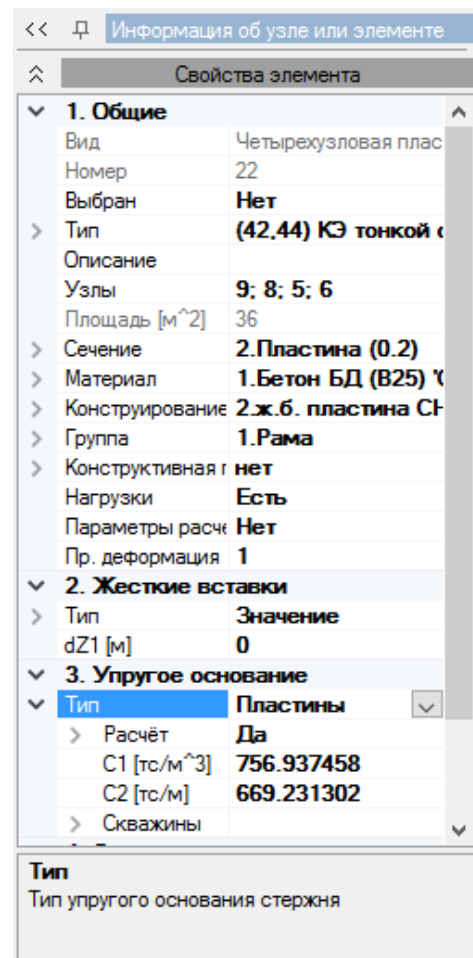 << Информация об узле или элементе
Свойства элемента
1. Общие
Вид Четырехузловая плас
Номер 22
Выбран Нет
Тип (42,44) КЭ тонкой
Описание
Узлы 9; 8; 5; 6
Площадь [м^2] 36
Сечение 2.Пластина (0.2)
Материал 1.Бетон БД (В25)
Конструирование 2.ж.б. пластина СН
Группа 1.Рама
Конструктивная г нет
Нагрузки Есть
Параметры расче Нет
Пр. деформация 1
2. Жесткие вставки
Тип Значение
dZ1 [м] 0
3. Упругое основание
Тип Пластины
Расчёт Да
C1 [тс/м^3] 756.937458
C2 [тс/м] 669.231302
Скважины
Тип
Тип упругого основания стержня